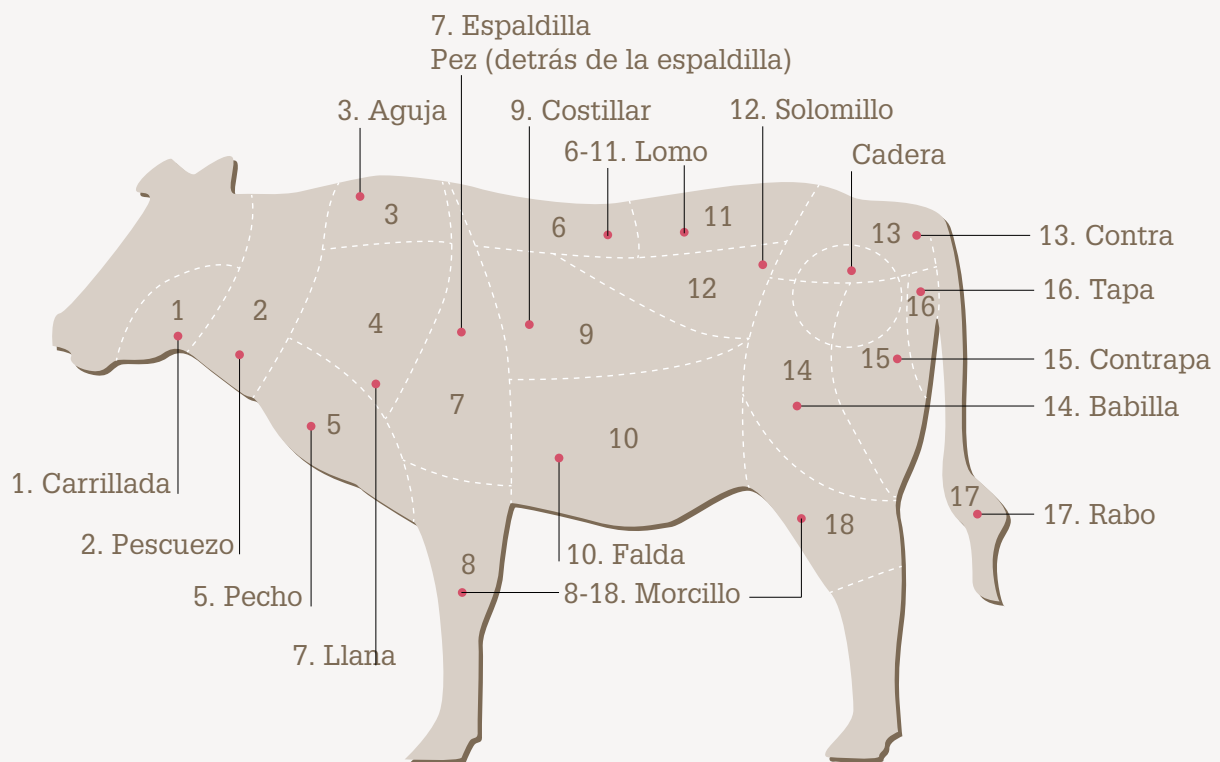 7. Espaldilla
Pez (detrás de la espaldilla)
3. Aguja
9. Costillar
12. Solomillo
6-11. Lomo
Cadera
3
6
11
13
13. Contra
12
16. Tapa
16
1
2
4
9
15
15. Contrapa
14
7
14. Babilla
5
10
1. Carrillada
17
17. Rabo
18
2. Pescuezo
10. Falda
8
8-18. Morcillo
5. Pecho
7. Llana